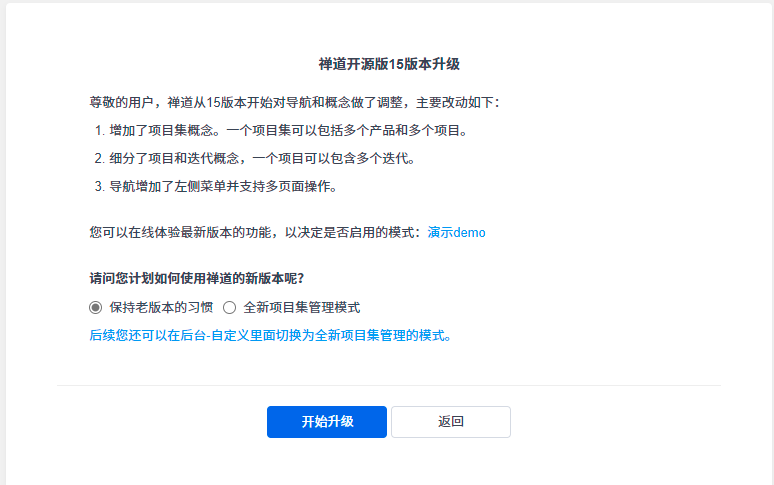 禅道开源版15版本升级
尊敬的用户，禅道从15版本开始对导航和概念做了调整，主要改动如下：
1. 增加了项目集概念。一个项目集可以包括多个产品和多个项目。
2. 细分了项目和迭代概念，一个项目可以包含多个迭代。
3. 导航增加了左侧菜单并支持多页面操作。
您可以在线体验最新版本的功能，以决定是否启用的模式：演示demo
请问您计划如何使用禅道的新版本呢？
保持老版本的习惯 全新项目集管理模式
后续您还可以在后台-自定义里面切换为全新项目集管理的模式。
开始升级 返回